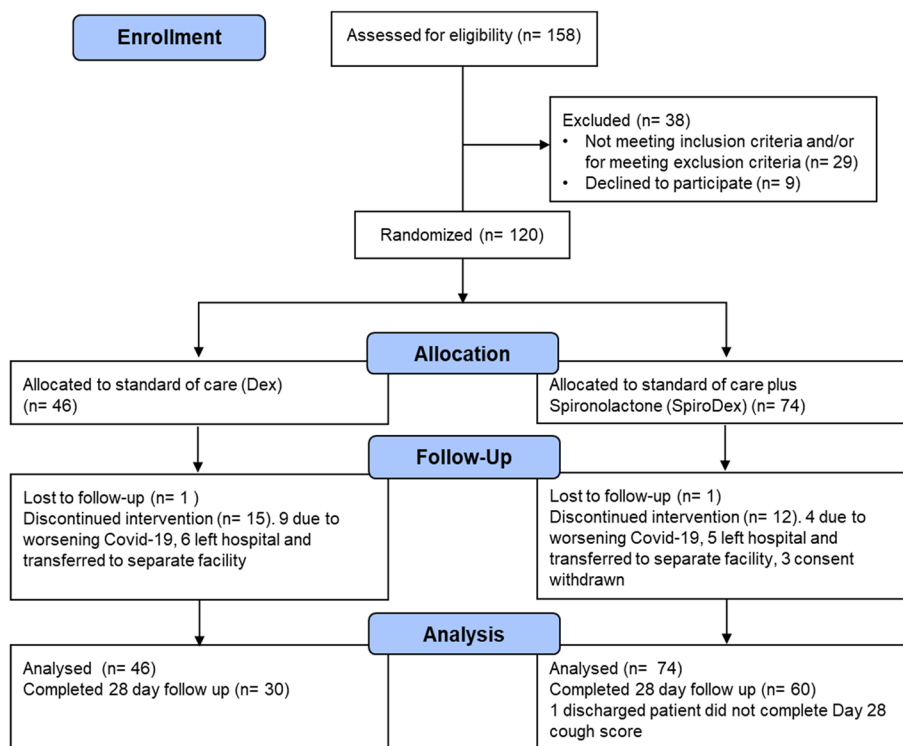 Enrollment
Assessed for eligibility (n= 158)
Excluded (n= 38)
• Not meeting inclusion criteria and/or
for meeting exclusion criteria (n= 29)
• Declined to participate (n= 9)
Randomized (n= 120)
Allocation
Allocated to standard of care (Dex)
(n= 46)
Allocated to standard of care plus
Spironolactone (SpiroDex) (n= 74)
Follow-Up
Lost to follow-up (n= 1 )
Discontinued intervention (n= 15). 9 due to
worsening Covid-19, 6 left hospital and
transferred to separate facility
Lost to follow-up (n= 1)
Discontinued intervention (n= 12). 4 due to
worsening Covid-19, 5 left hospital and
transferred to separate facility, 3 consent
withdrawn
Analysis
Analysed (n= 46)
Completed 28 day follow up (n= 30)
Analysed (n= 74)
Completed 28 day follow up (n= 60)
1 discharged patient did not complete Day 28
cough score